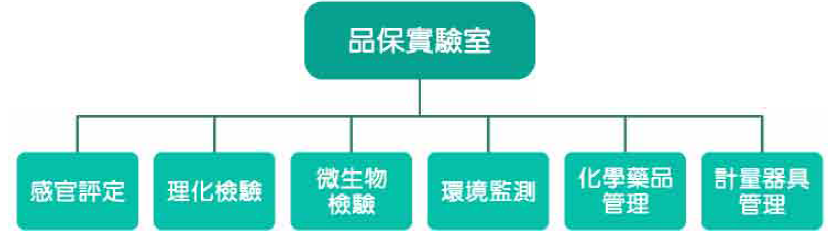 品保實驗室
感官評定
理化檢驗
微生物
檢驗
環境監測
化學藥品
管理
計量器具
管理